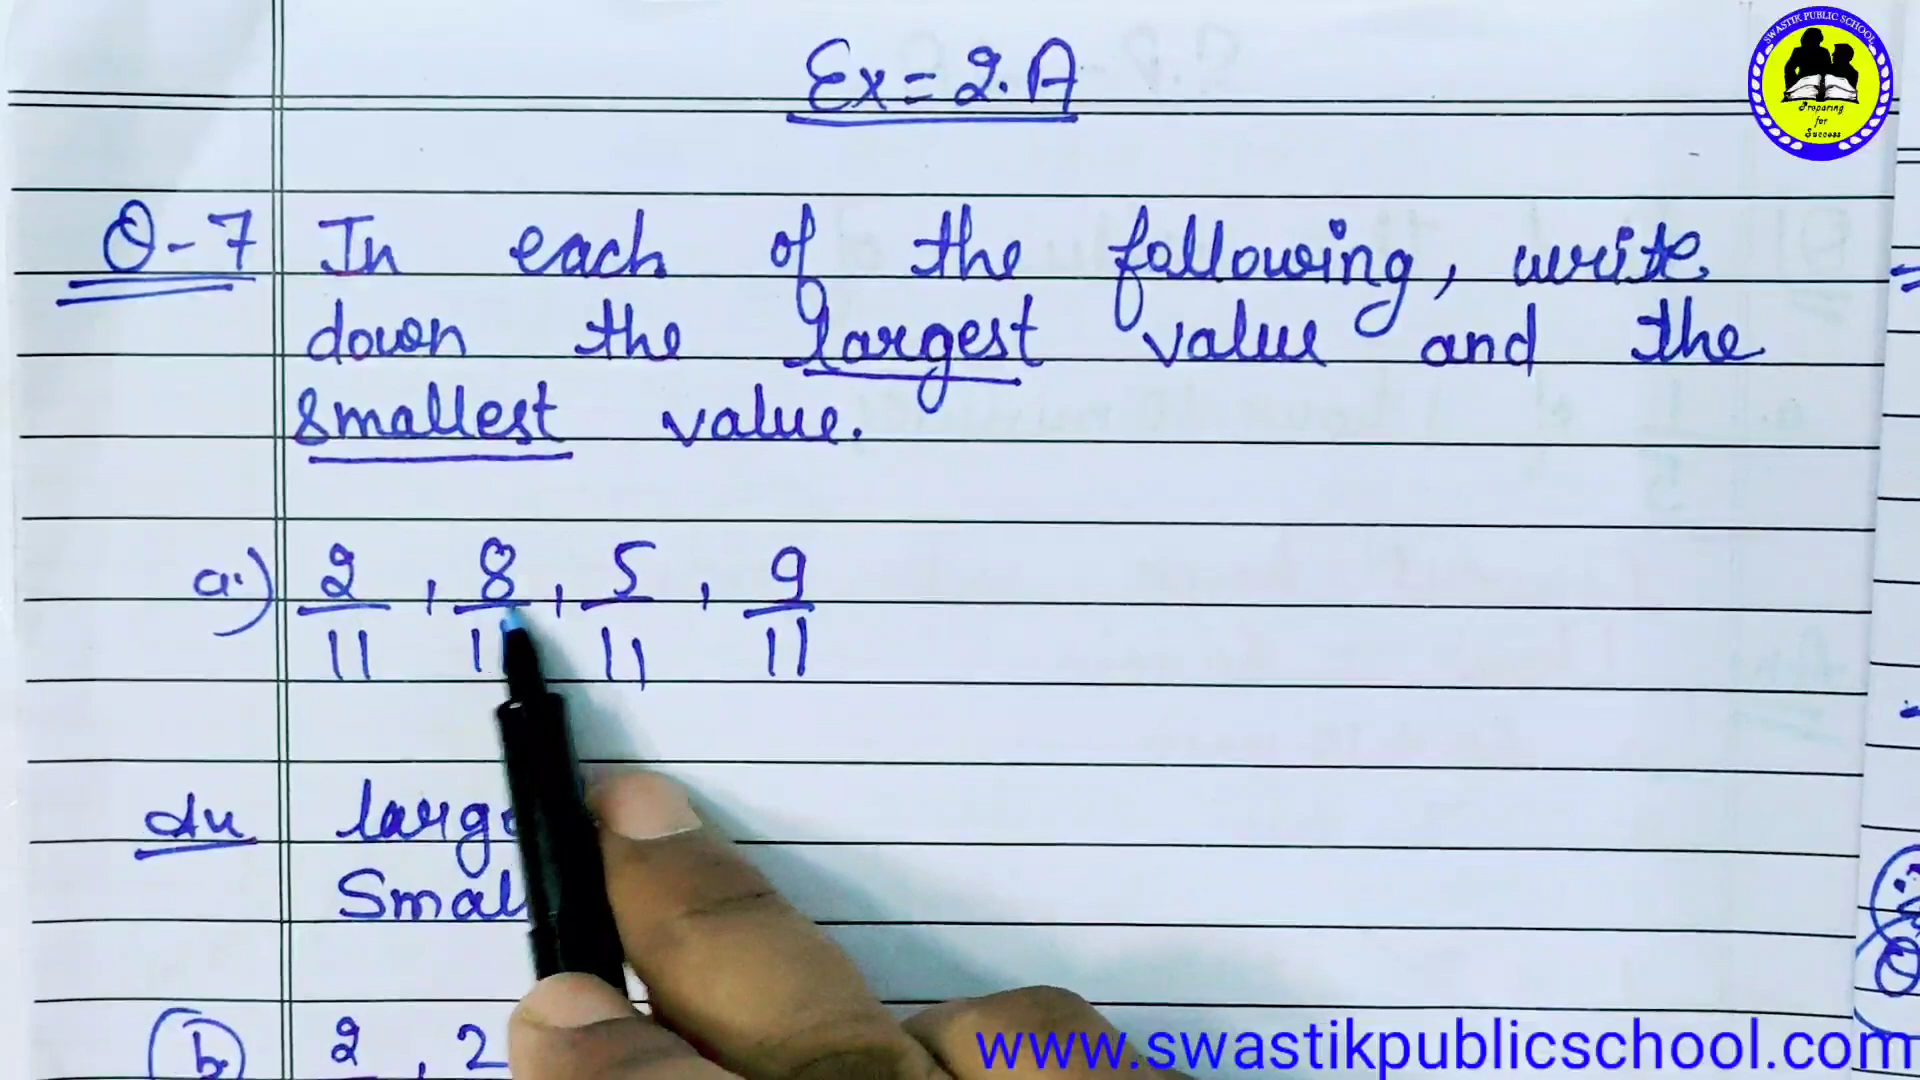 SWASTIK PUBLIC SCHOOL
Preparing
for
Success
Ex = 2.A
Q-7 In each of the following, write
down the largest value and the
smallest value.
a.) 2/11 , 8/11 , 5/11 , 9/11
larg
Smal
b. 2 , 2
www.swastikpublicschool.com